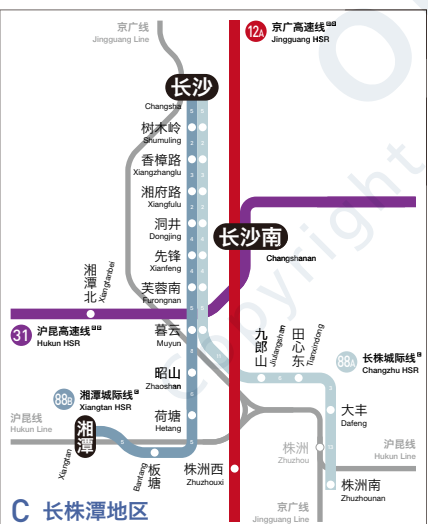 京广线
Jingguang Line
12A 京广高速线
Jingguang HSR
长沙
Changsha
树木岭
Shumuling
香樟路
Xiangzhanglu
湘府路
Xiangfulu
洞井
Dongjing
长沙南
Changshanan
先锋
Xianfeng
湘潭北
Xiangtanbei
芙蓉南
Furongnan
31 沪昆高速线
Hukun HSR
暮云
Muyun
九郎山
Jiulangshan
田心东
Tianxindong
88A 长株城际线
Changzhu HSR
昭山
Zhaoshan
88B 湘潭城际线
Xiangtan HSR
荷塘
Hetang
大丰
Dafeng
沪昆线
Hukun Line
湘潭
Xiangtan
板塘
Bantang
株洲西
Zhuzhouxi
株洲
Zhuzhou
沪昆线
Hukun Line
株洲南
Zhuzhounan
京广线
Jingguang Line
C 长株潭地区
Copyright